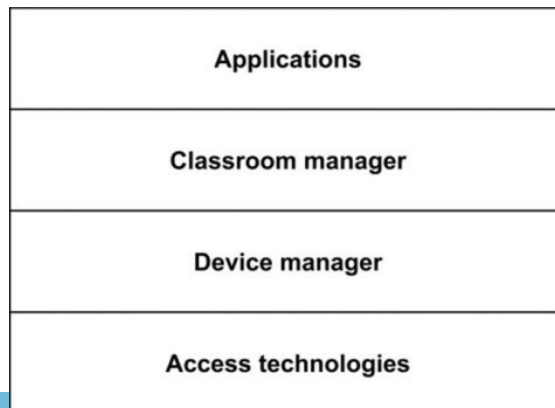 Applications
Classroom manager
Device manager
Access technologies